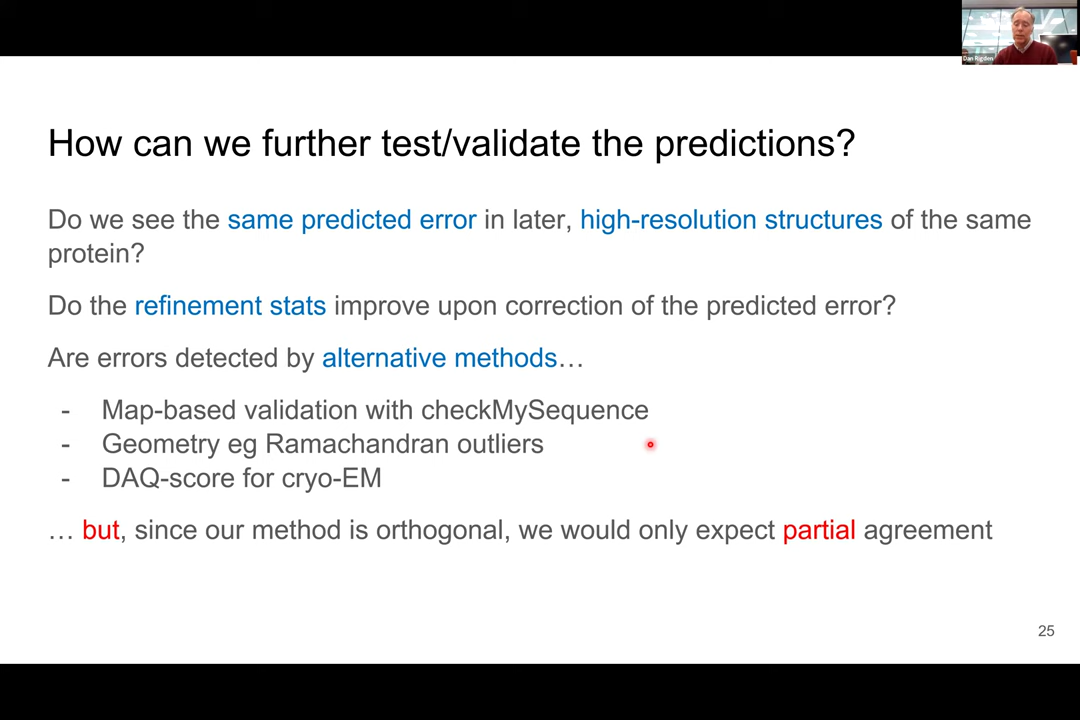 Dan Rigden
How can we further test/validate the predictions?
Do we see the same predicted error in later, high-resolution structures of the same
protein?
Do the refinement stats improve upon correction of the predicted error?
Are errors detected by alternative methods…
- Map-based validation with checkMySequence
- Geometry eg Ramachandran outliers
- DAQ-score for cryo-EM
… but, since our method is orthogonal, we would only expect partial agreement
25